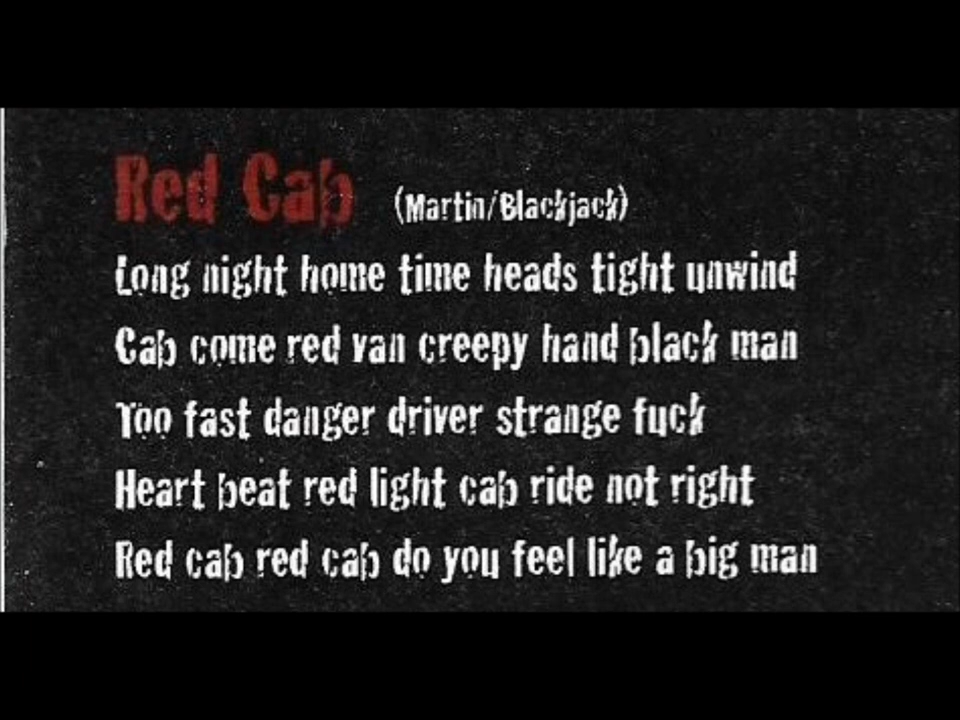 Red Cab (Martin/Blackjack)
Long night home time heads tight unwind
Cab come red van creepy hand black man
Too fast danger driver strange fuck
Heart beat red light cab ride not right
Red cab red cab do you feel like a big man